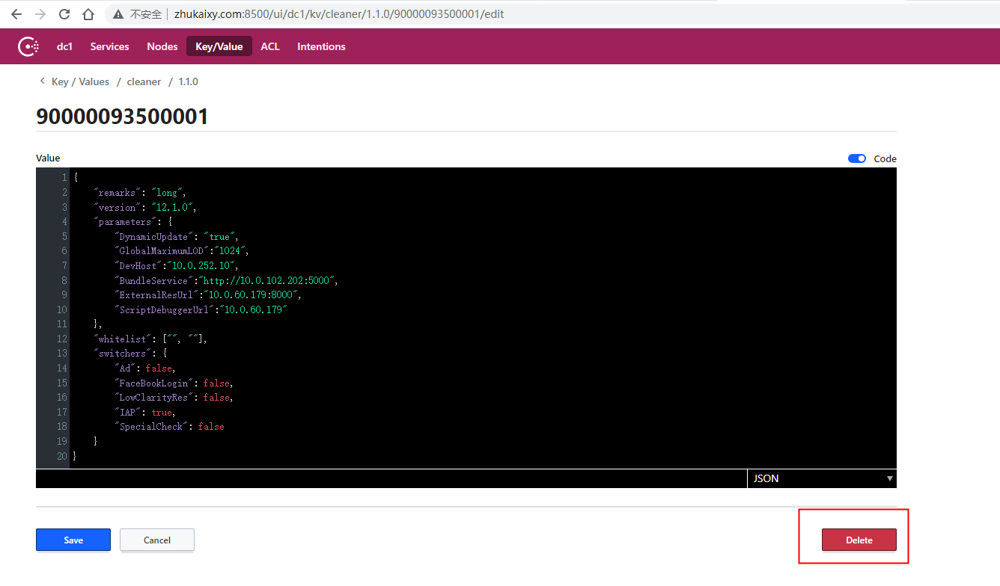 不安全 | zhukaixy.com:8500/ui/dc1/kv/cleaner/1.1.0/90000093500001/edit
dc1 Services Nodes Key/Value ACL Intentions
Key / Values / cleaner / 1.1.0
90000093500001
Value Code
1 {
2 "remarks": "long",
3 "version": "12.1.0",
4 "parameters": {
5 "DynamicUpdate": "true",
6 "GlobalMaximumLOD":"1024",
7 "DevHost":"10.0.252.10",
8 "BundleService":"http://10.0.102.202:5000",
9 "ExternalResUrl":"10.0.60.179:8000",
10 "ScriptDebuggerUrl":"10.0.60.179"
11 },
12 "whitelist": ["", ""],
13 "switchers": {
14 "Ad": false,
15 "FaceBookLogin": false,
16 "LowClarityRes": false,
17 "IAP": true,
18 "SpecialCheck": false
19 }
20 }
JSON
Save Cancel Delete